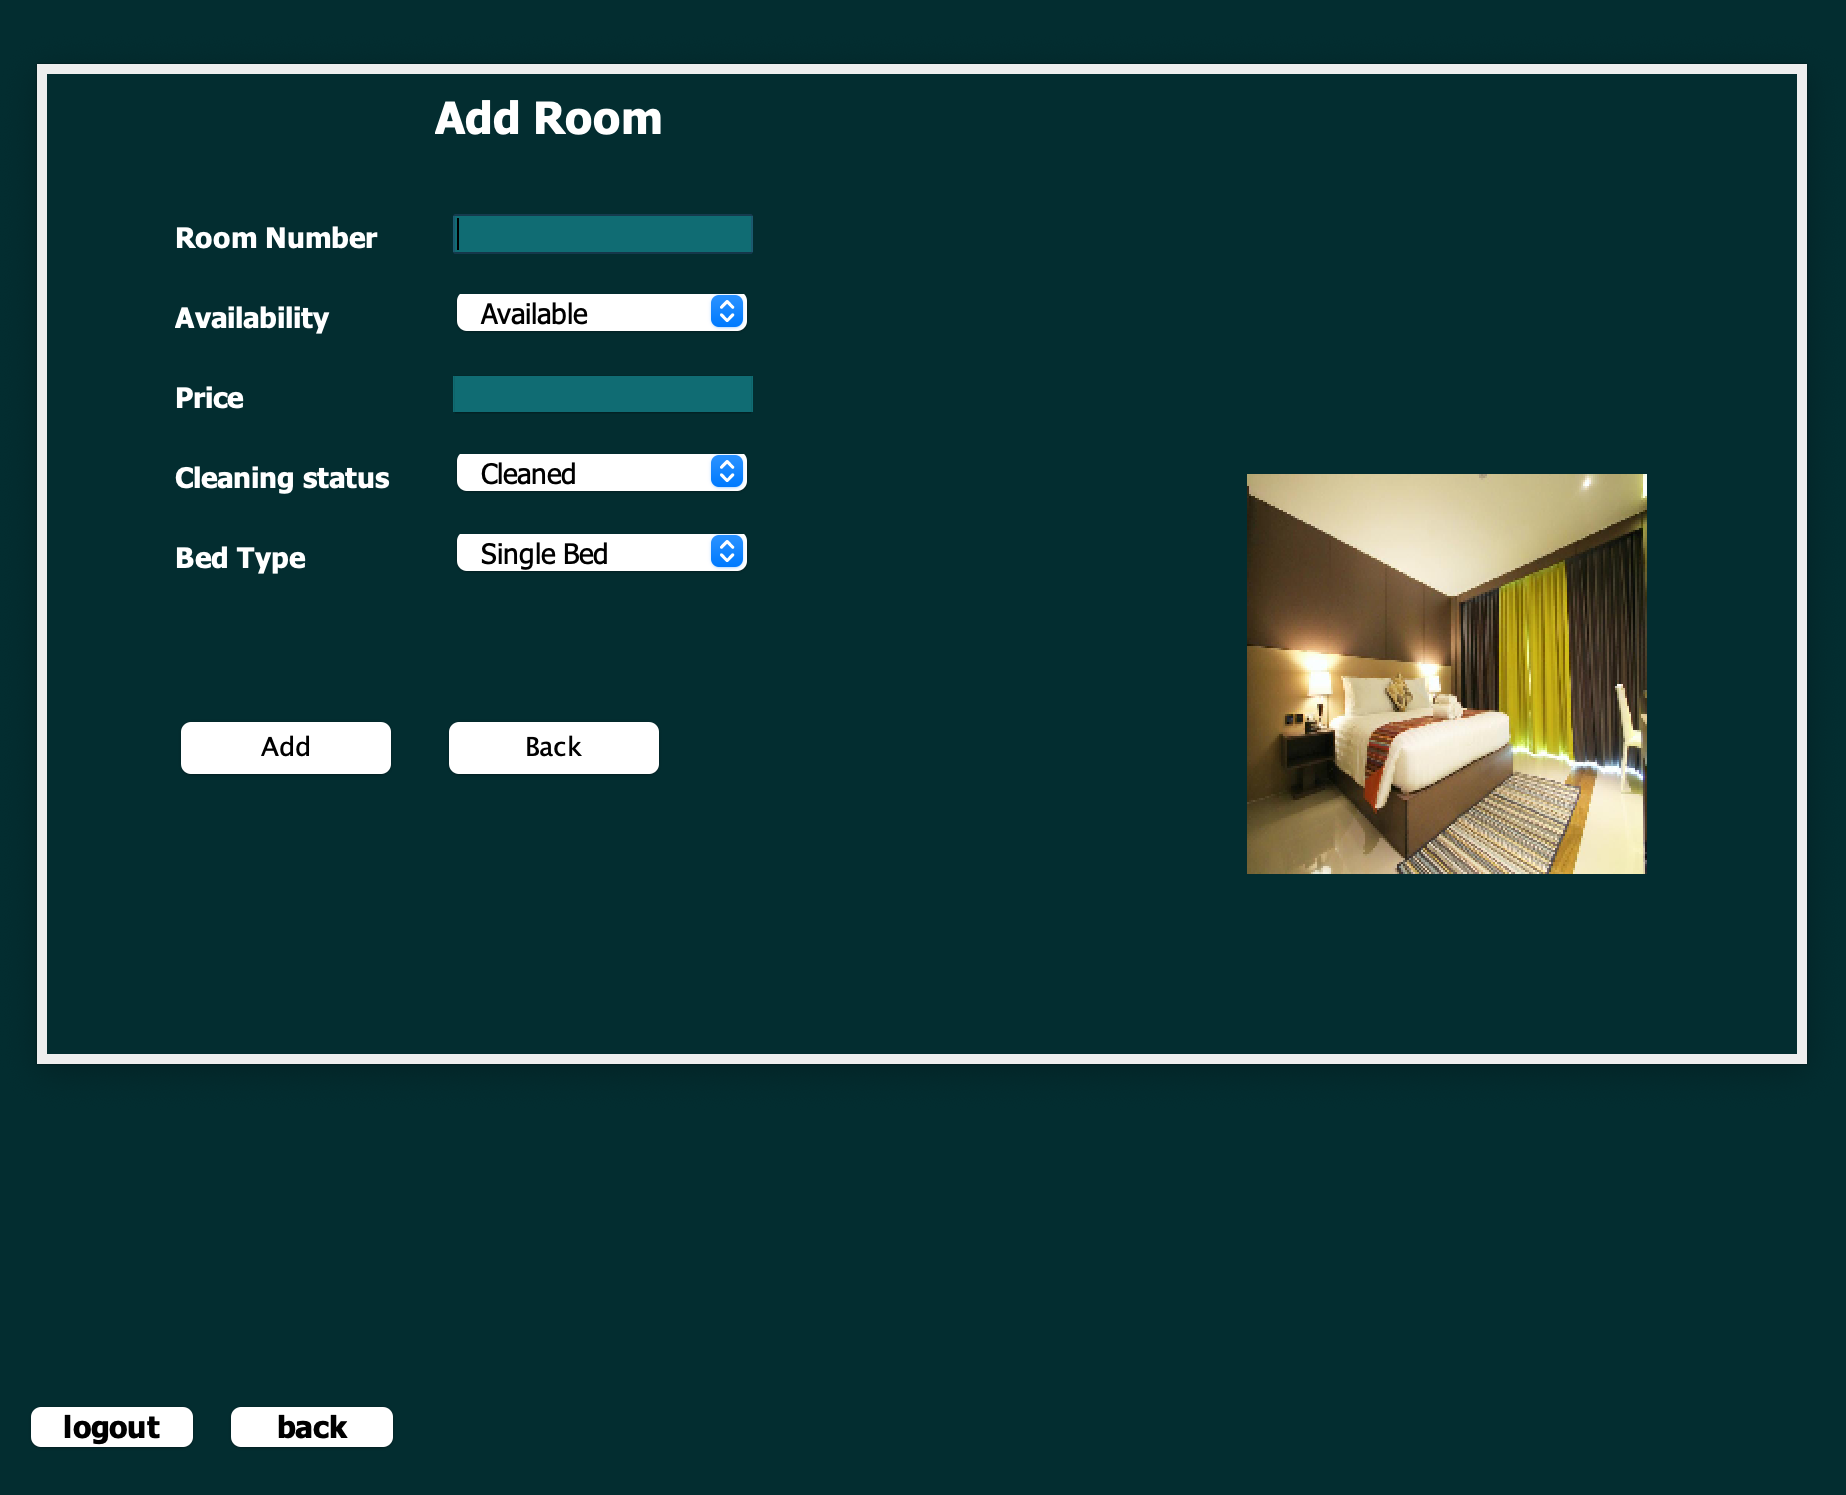 Add Room
Room Number
Availability Available
Price
Cleaning status Cleaned
Bed Type Single Bed
Add Back
logout back